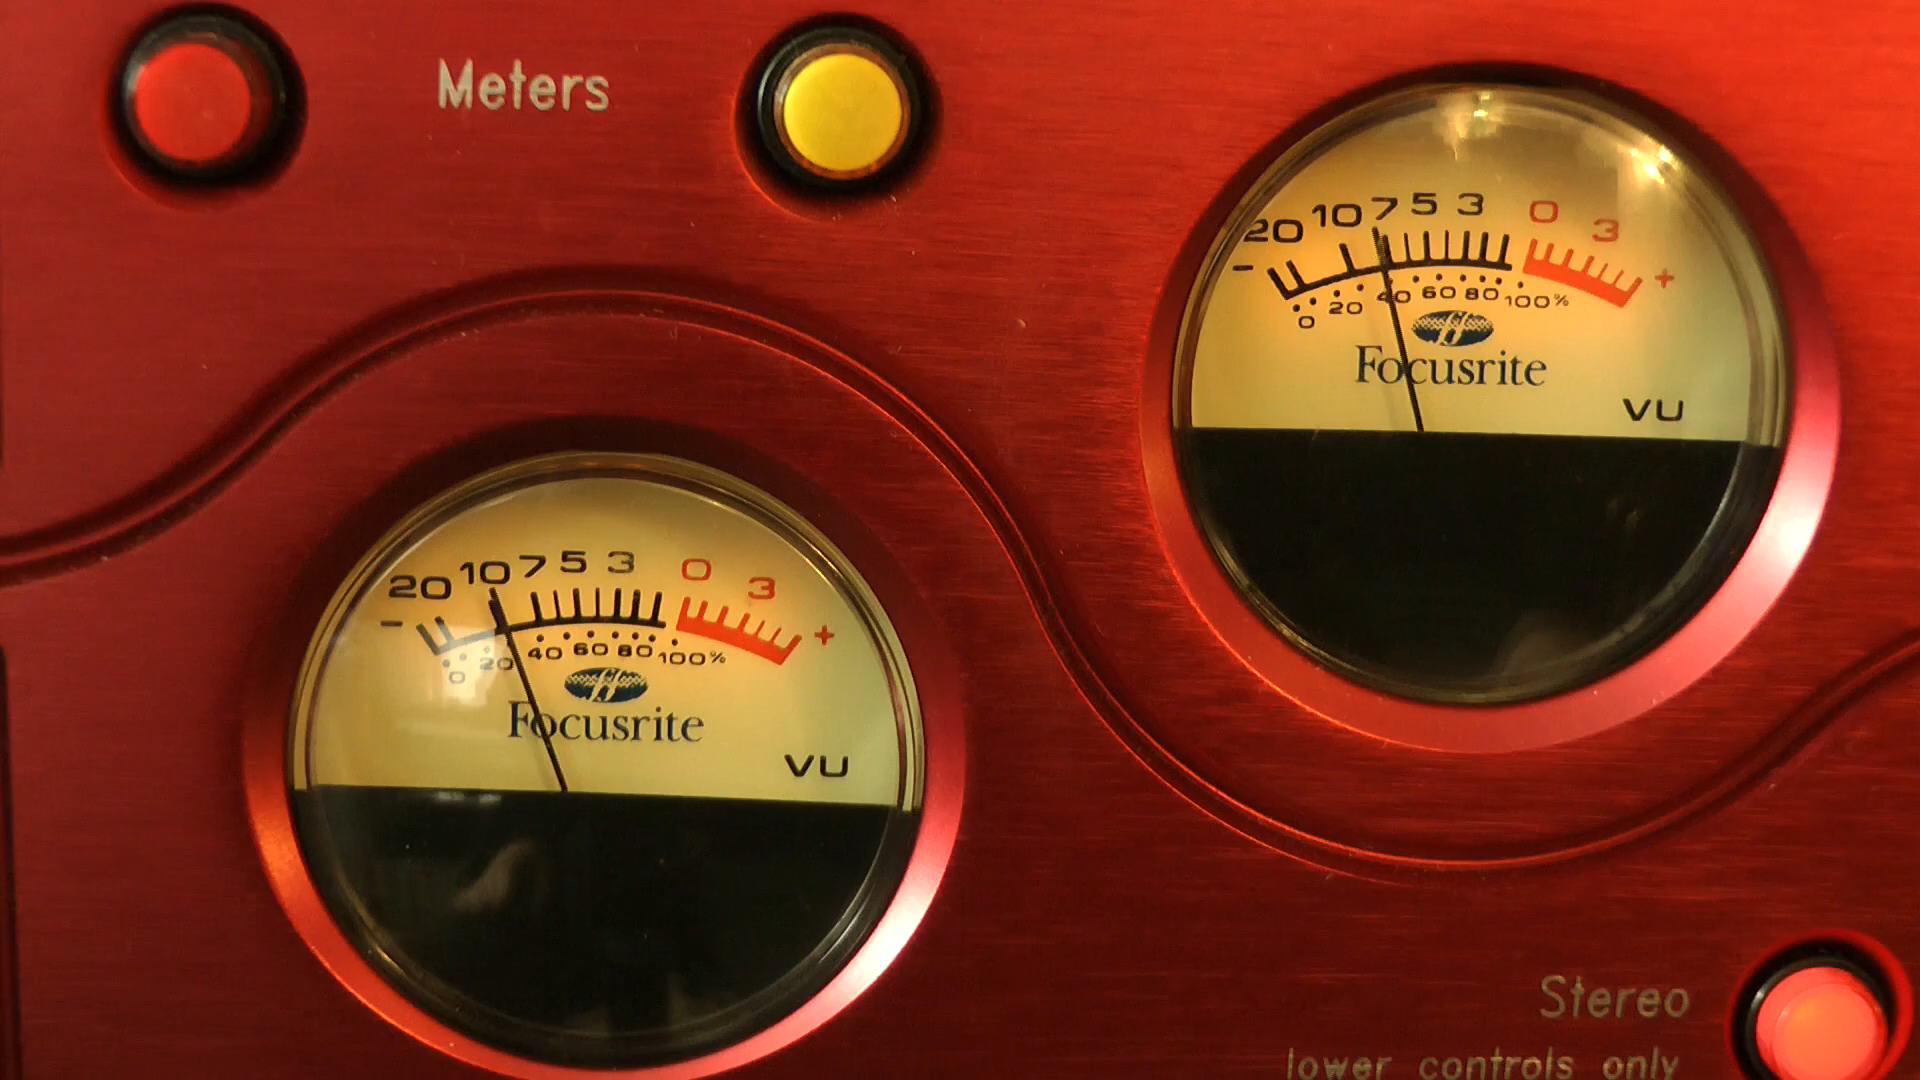 Meters
20 10 7 5 3 0 3
- +
0 20 40 60 80 100%
Focusrite
VU
20 10 7 5 3 0 3
- +
0 20 40 60 80 100%
Focusrite
VU
Stereo
lower controls only